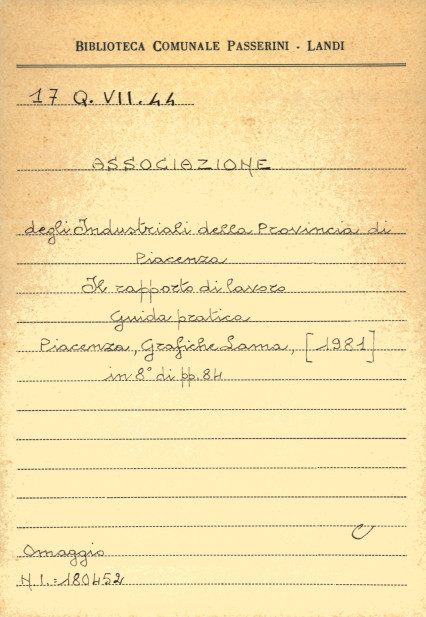 BIBLIOTECA COMUNALE PASSERINI - LANDI
17 Q. VII. 44
ASSOCIAZIONE
degli Industriali della Provincia di
Piacenza
Il rapporto di lavoro
Guida pratica
Piacenza, Grafiche Lama, [1981]
in 8° di pp. 84
C
Omaggio
N.I.: 180452